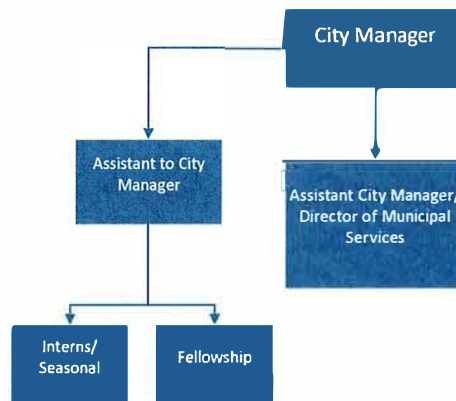 City Manager
Assistant to City
Manager
Assistant City Manager/
Director of Municipal
Services
Interns/
Seasonal
Fellowship